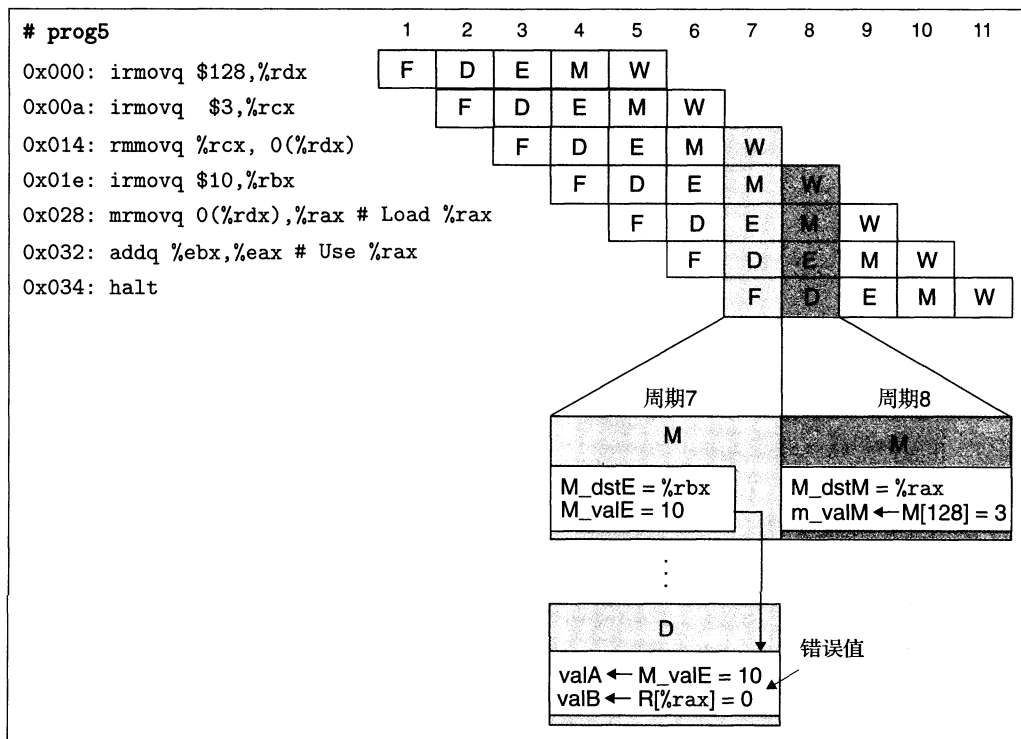 # prog5 1 2 3 4 5 6 7 8 9 10 11
0x000: irmovq $128,%rdx F D E M W
0x00a: irmovq $3,%rcx F D E M W
0x014: rmmovq %rcx, 0(%rdx) F D E M W
0x01e: irmovq $10,%rbx F D E M W
0x028: mrmovq 0(%rdx),%rax # Load %rax F D E M W
0x032: addq %ebx,%eax # Use %rax F D E M W
0x034: halt F D E M W
周期7 周期8
M M
M_dstE = %rbx M_dstM = %rax
M_valE = 10 m_valM ← M[128] = 3
D
错误值
valA ← M_valE = 10
valB ← R[%rax] = 0